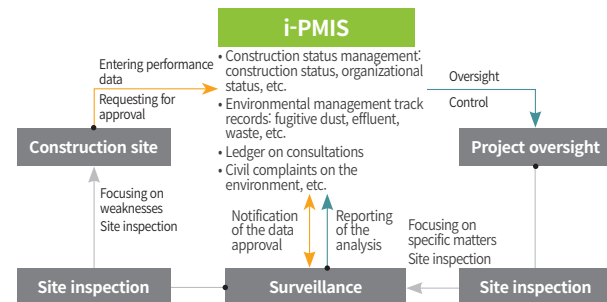 i-PMIS
• Construction status management:
construction status, organizational
status, etc.
• Environmental management track
records: fugitive dust, effluent,
waste, etc.
• Ledger on consultations
• Civil complaints on the
environment, etc.
Entering performance
data
Requesting for
approval
Oversight
Control
Construction site
Project oversight
Focusing on
weaknesses
Site inspection
Notification
of the data
approval
Reporting
of the
analysis
Focusing on
specific matters
Site inspection
Site inspection
Surveillance
Site inspection